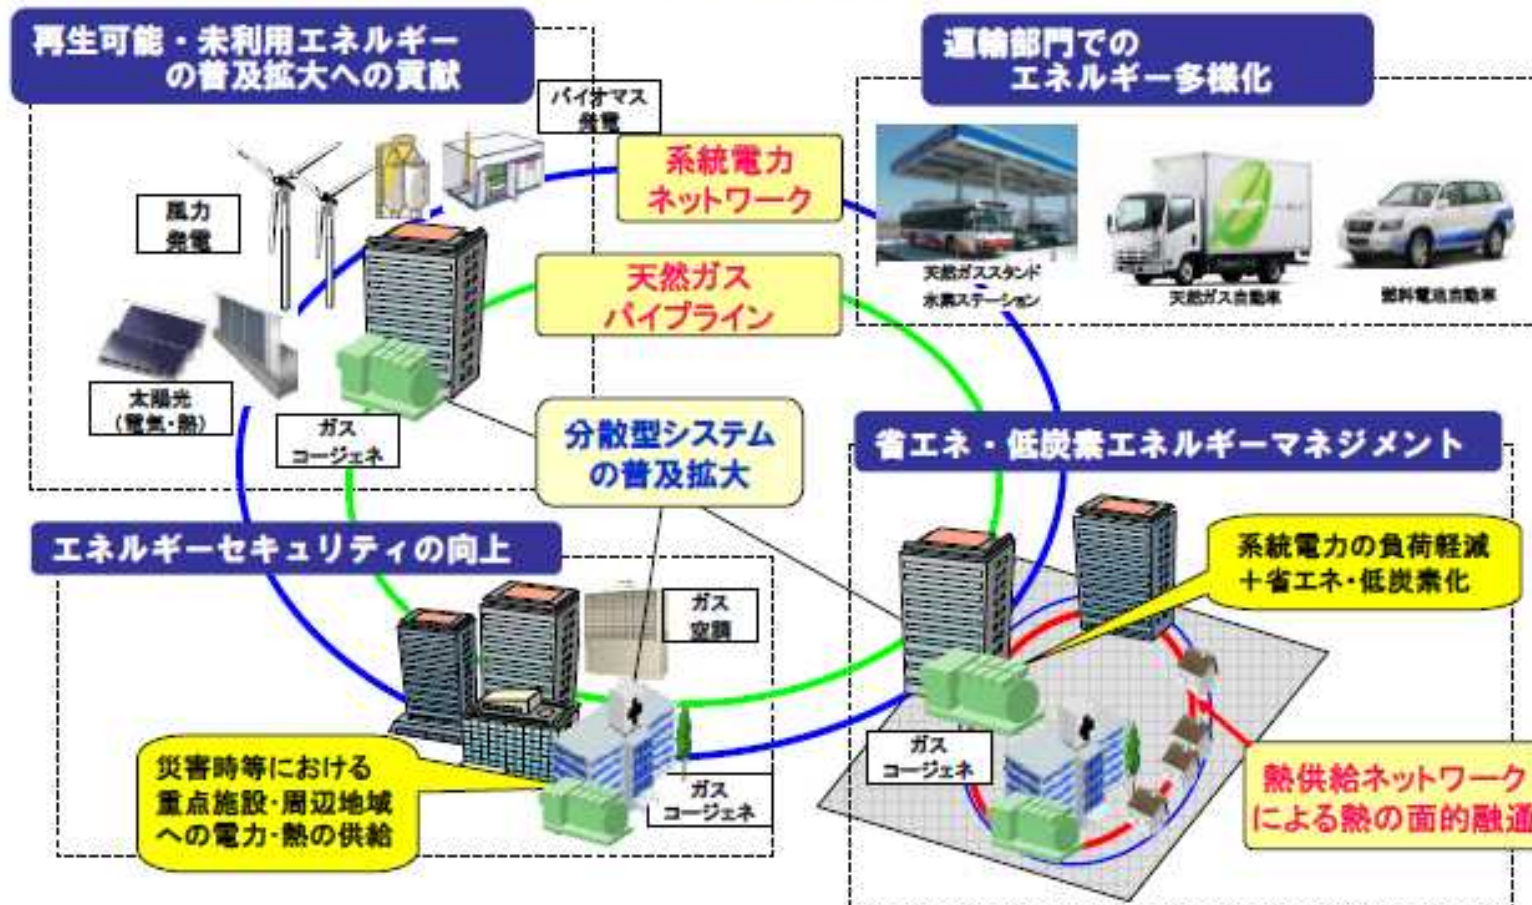 再生可能・未利用エネルギー
の普及拡大への貢献
バイオマス
発電
風力
発電
太陽光
(電気・熱)
ガス
コージェネ
系統電力
ネットワーク
天然ガス
パイプライン
分散型システム
の普及拡大
運輸部門での
エネルギー多様化
天然ガススタンド
水素ステーション
天然ガス自動車
燃料電池自動車
エネルギーセキュリティの向上
ガス
空調
災害時等における
重点施設・周辺地域
への電力・熱の供給
ガス
コージェネ
省エネ・低炭素エネルギーマネジメント
系統電力の負荷軽減
＋省エネ・低炭素化
ガス
コージェネ
熱供給ネットワーク
による熱の面的融通